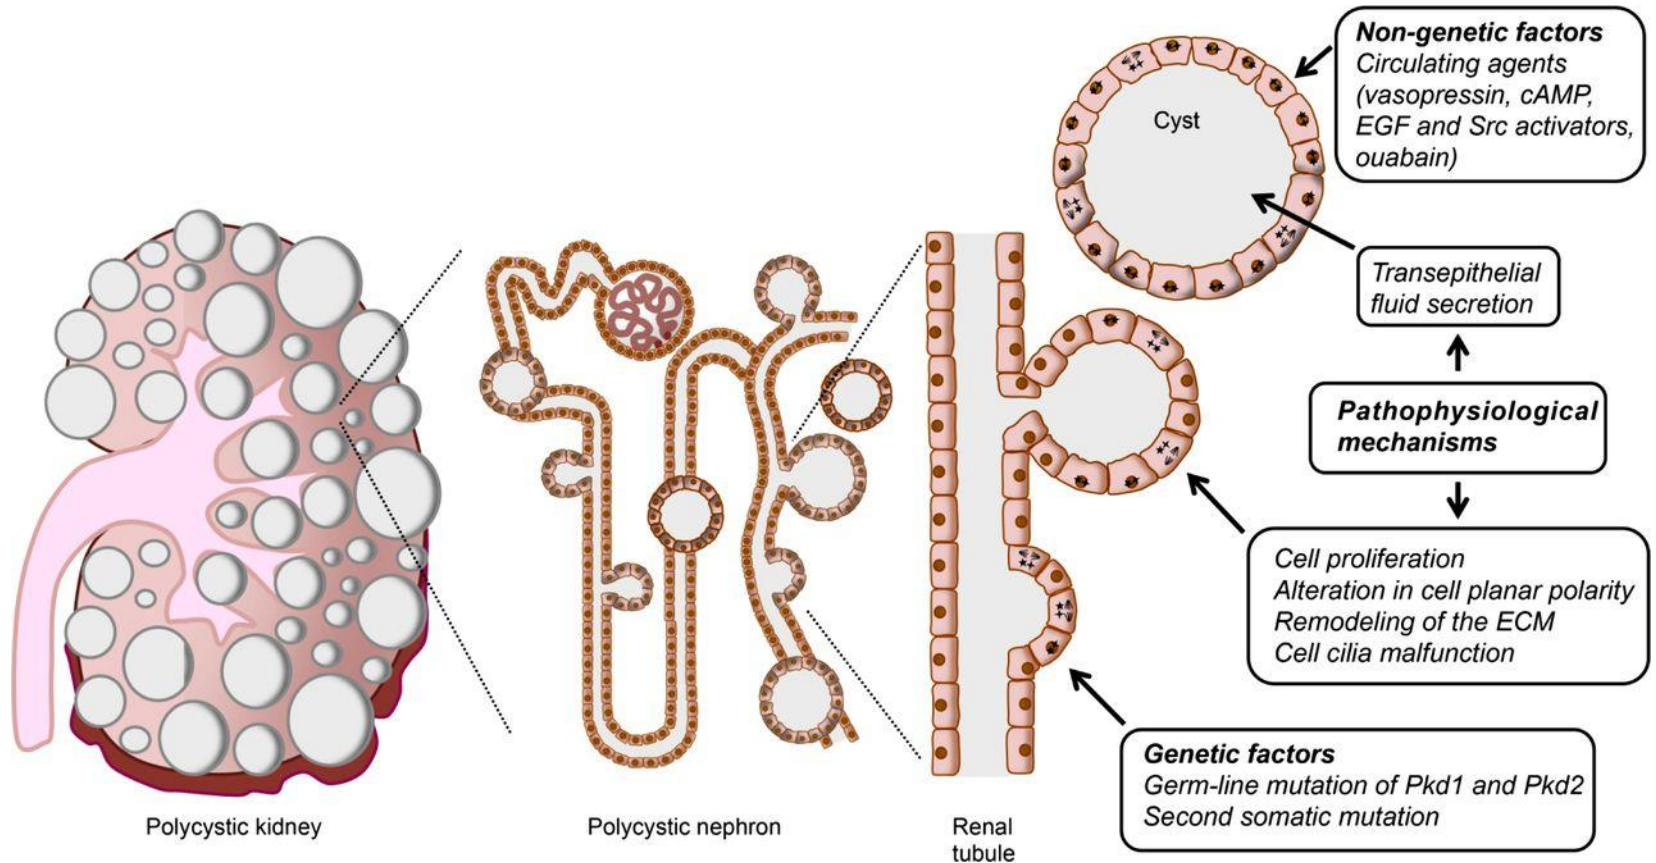 Non-genetic factors
Circulating agents
(vasopressin, cAMP,
EGF and Src activators,
ouabain)
Cyst
Transepithelial
fluid secretion
Pathophysiological
mechanisms
Cell proliferation
Alteration in cell planar polarity
Remodeling of the ECM
Cell cilia malfunction
Genetic factors
Germ-line mutation of Pkd1 and Pkd2
Second somatic mutation
Polycystic kidney
Polycystic nephron
Renal
tubule